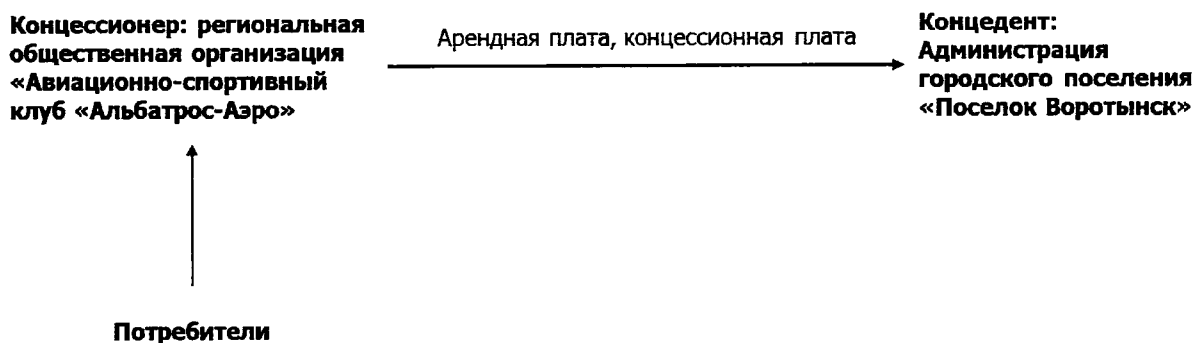 Концессионер: региональная
общественная организация
«Авиационно-спортивный
клуб «Альбатрос-Аэро»
Арендная плата, концессионная плата
Концедент:
Администрация
городского поселения
«Поселок Воротынск»
Потребители